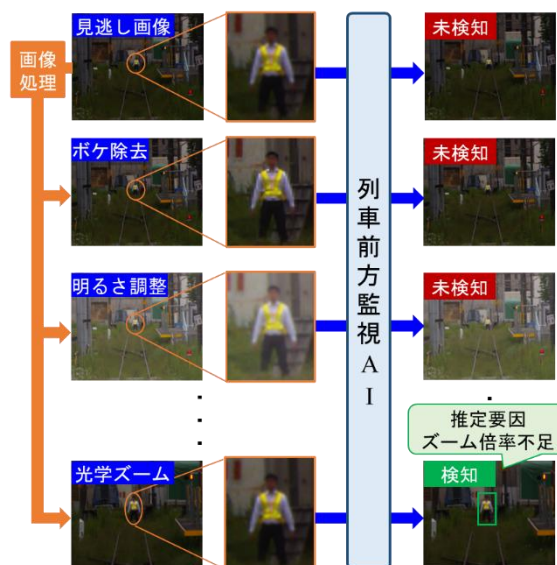 見逃し画像
未検知
画像
処理
ボケ除去
未検知
明るさ調整
未検知
列車前方監視AI
推定要因
ズーム倍率不足
光学ズーム
検知